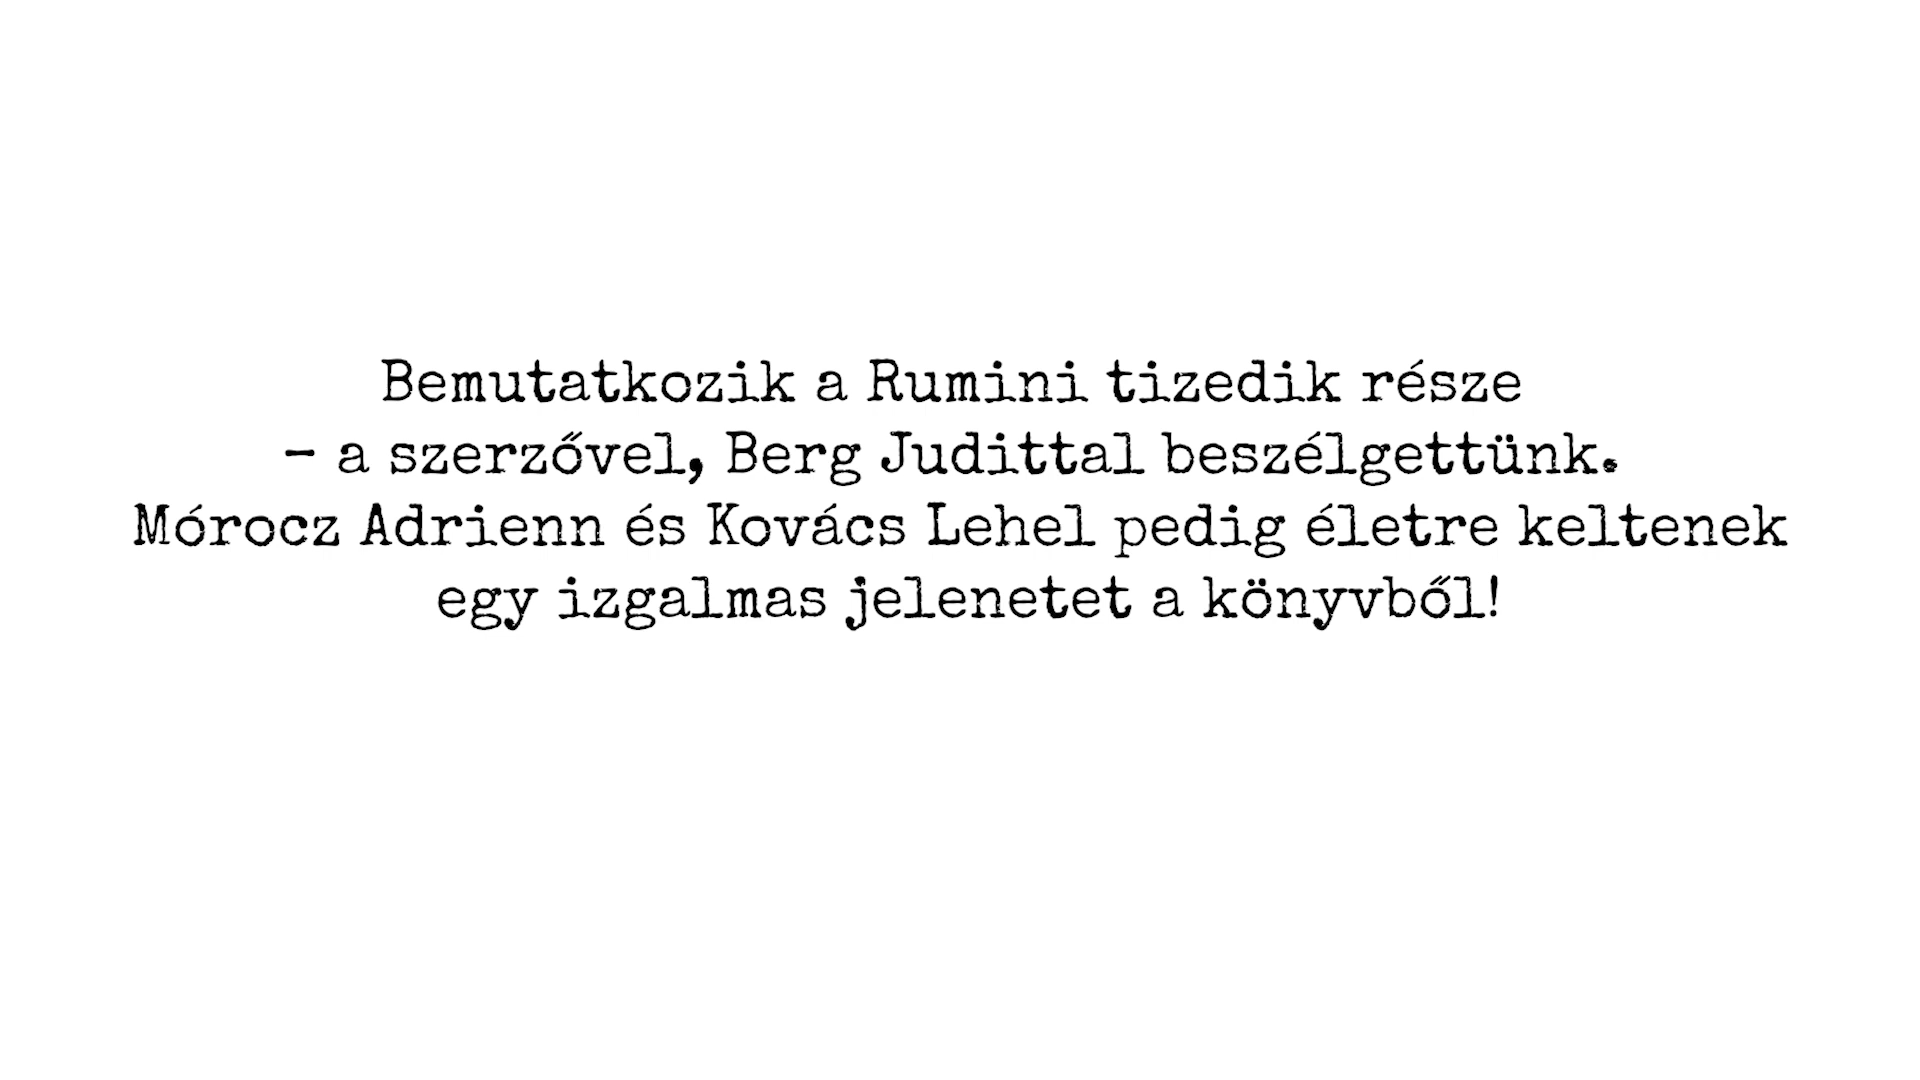 Bemutatkozik a Rumini tizedik része
- a szerzővel, Berg Judittal beszélgettünk.
Mórocz Adrienn és Kovács Lehel pedig életre keltenek
egy izgalmas jelenetet a könyvből!